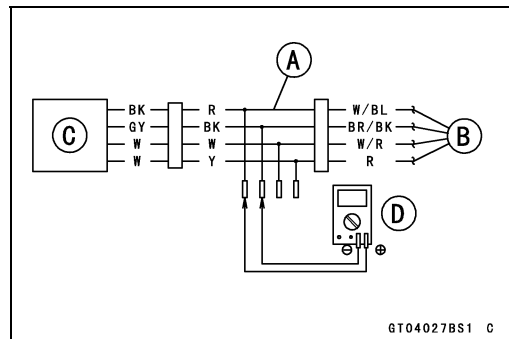 A
BK R W/BL
GY BK BR/BK
C B
W W W/R
W Y R
D
⊖ ⊕
GT04027BS1 C